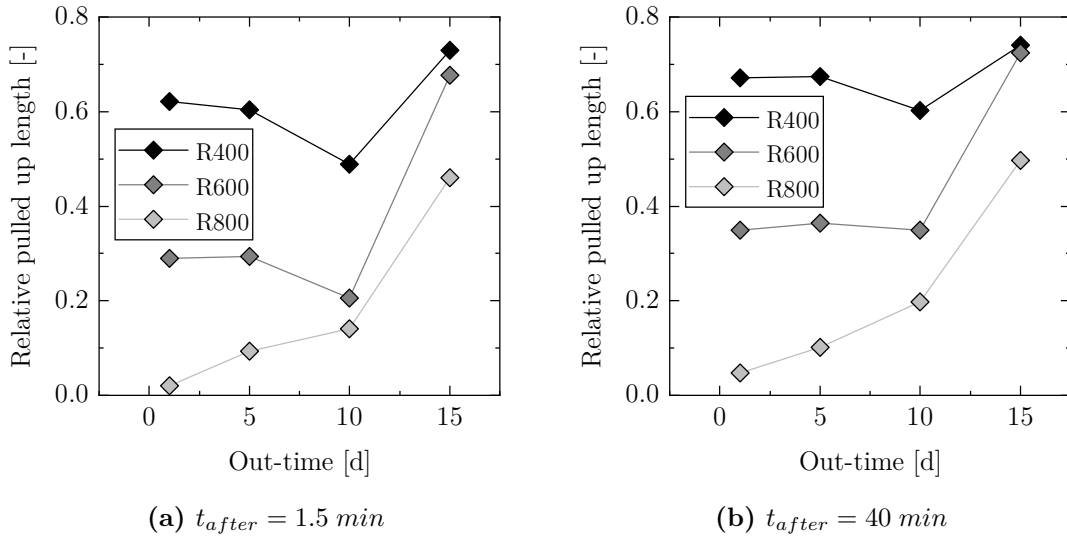 0.8
0.6
0.4
0.2
0.0
Relative pulled up length [-]
R400
R600
R800
0 5 10 15
Out-time [d]
(a) t_after = 1.5 min
0.8
0.6
0.4
0.2
0.0
Relative pulled up length [-]
R400
R600
R800
0 5 10 15
Out-time [d]
(b) t_after = 40 min